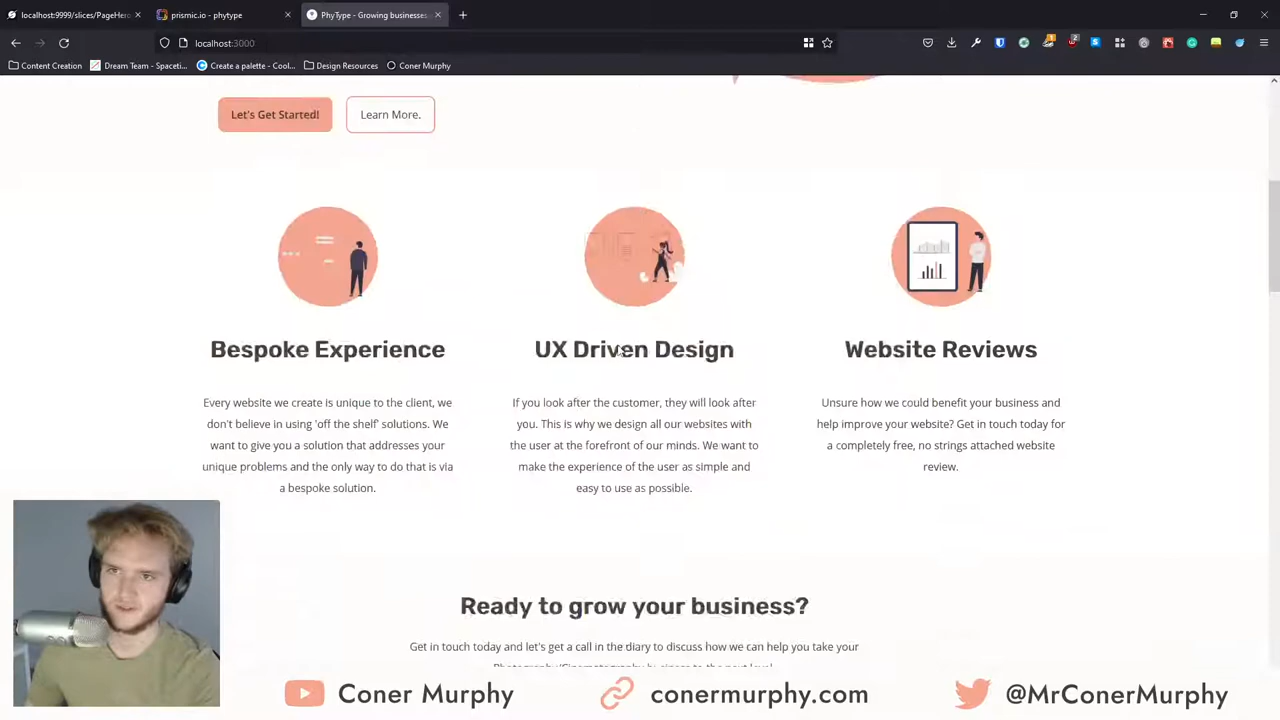 localhost:9999/slices/PageHero
prismic.io - phytype
PhyType - Growing businesses
localhost:3000
Content Creation
Dream Team - Spaceti...
Create a palette - Cool...
Design Resources
Coner Murphy
Let's Get Started!
Learn More.
Bespoke Experience
Every website we create is unique to the client, we
don't believe in using 'off the shelf' solutions. We
want to give you a solution that addresses your
unique problems and the only way to do that is via
a bespoke solution.
UX Driven Design
If you look after the customer, they will look after
you. This is why we design all our websites with
the user at the forefront of our minds. We want to
make the experience of the user as simple and
easy to use as possible.
Website Reviews
Unsure how we could benefit your business and
help improve your website? Get in touch today for
a completely free, no strings attached website
review.
Ready to grow your business?
Get in touch today and let's get a call in the diary to discuss how we can help you take your
Photography/Cinematography business to the next level
Coner Murphy
conermurphy.com
@MrConerMurphy